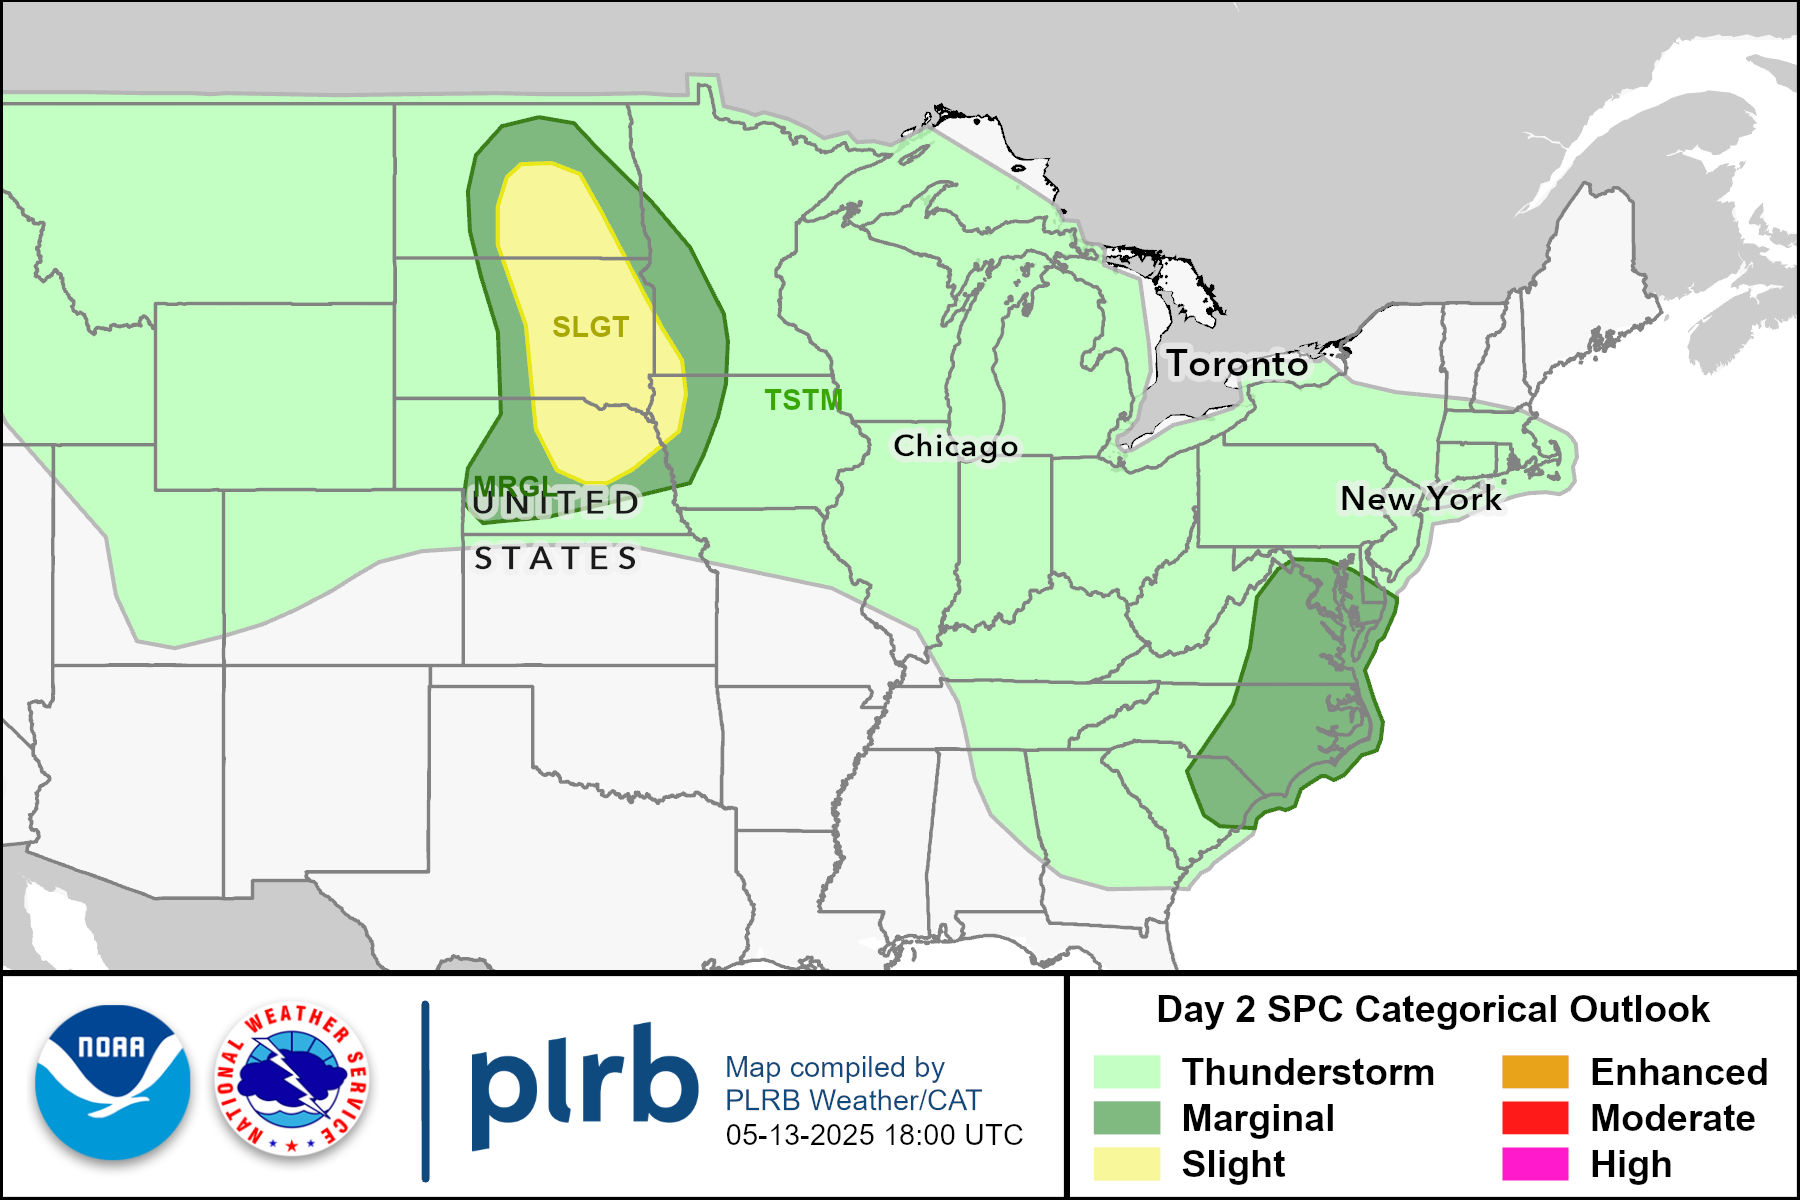 SLGT
TSTM
Toronto
Chicago
MRGL
UNITED
STATES
New York
NOAA
NATIONAL WEATHER SERVICE
plrb
Map compiled by
PLRB Weather/CAT
05-13-2025 18:00 UTC
Day 2 SPC Categorical Outlook
Thunderstorm
Marginal
Slight
Enhanced
Moderate
High